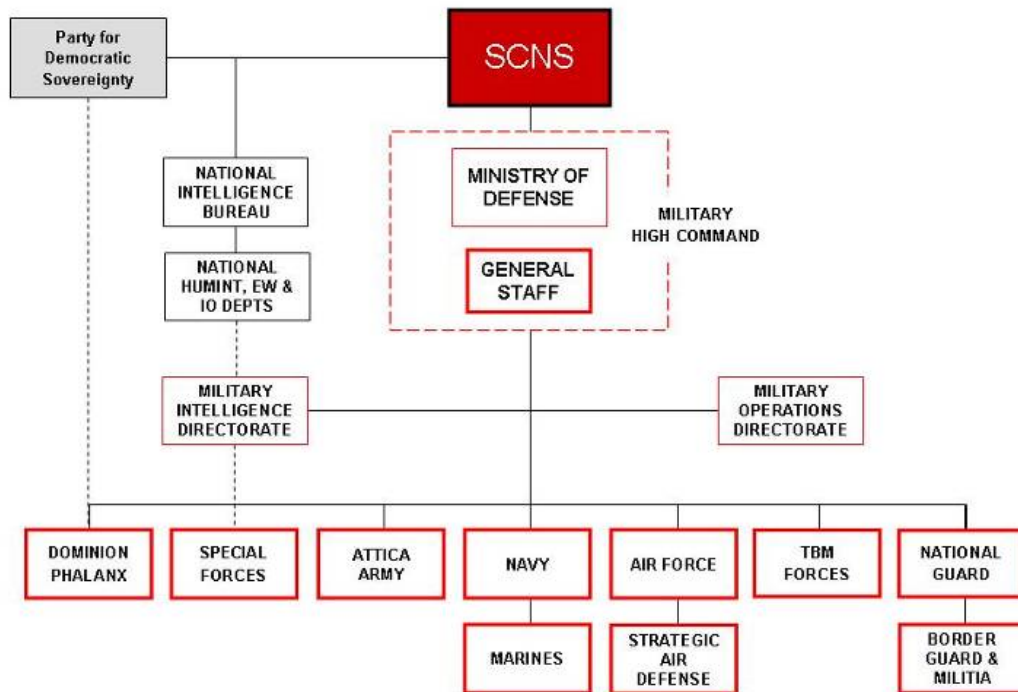 Party for
Democratic
Sovereignty
SCNS
NATIONAL
INTELLIGENCE
BUREAU
MINISTRY OF
DEFENSE
MILITARY
HIGH COMMAND
NATIONAL
HUMINT, EW &
IO DEPTS
GENERAL
STAFF
MILITARY
INTELLIGENCE
DIRECTORATE
MILITARY
OPERATIONS
DIRECTORATE
DOMINION
PHALANX
SPECIAL
FORCES
ATTICA
ARMY
NAVY
AIR FORCE
TBM
FORCES
NATIONAL
GUARD
MARINES
STRATEGIC
AIR
DEFENSE
BORDER
GUARD &
MILITIA